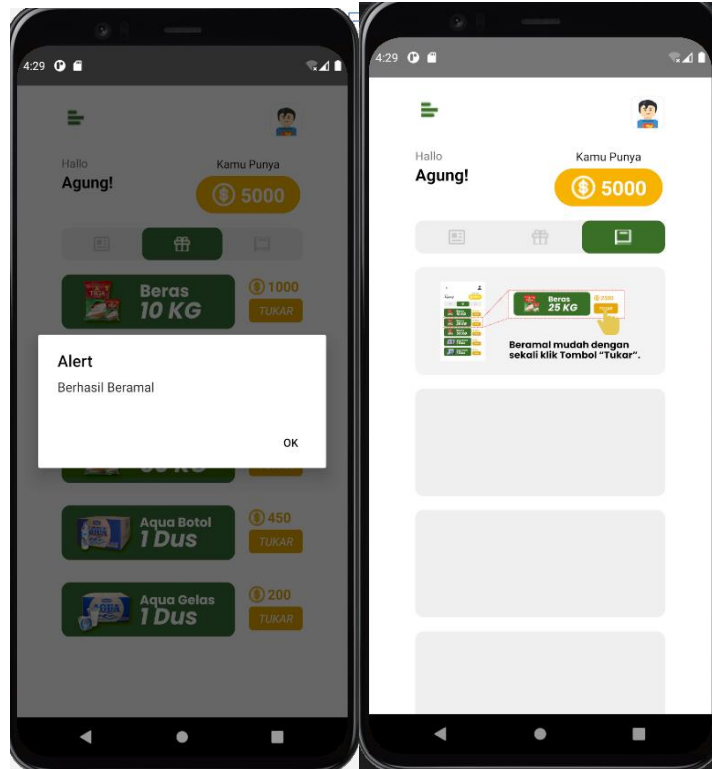 4:29
Hallo
Kamu Punya
Agung!
5000
Beras
10 KG
1000
TUKAR
Alert
Berhasil Beramal
OK
Aqua Botol
1 Dus
450
TUKAR
Aqua Gelas
1 Dus
200
TUKAR
4:29
Hallo
Kamu Punya
Agung!
5000
Beras
25 KG
Beramal mudah dengan
sekali klik Tombol "Tukar".